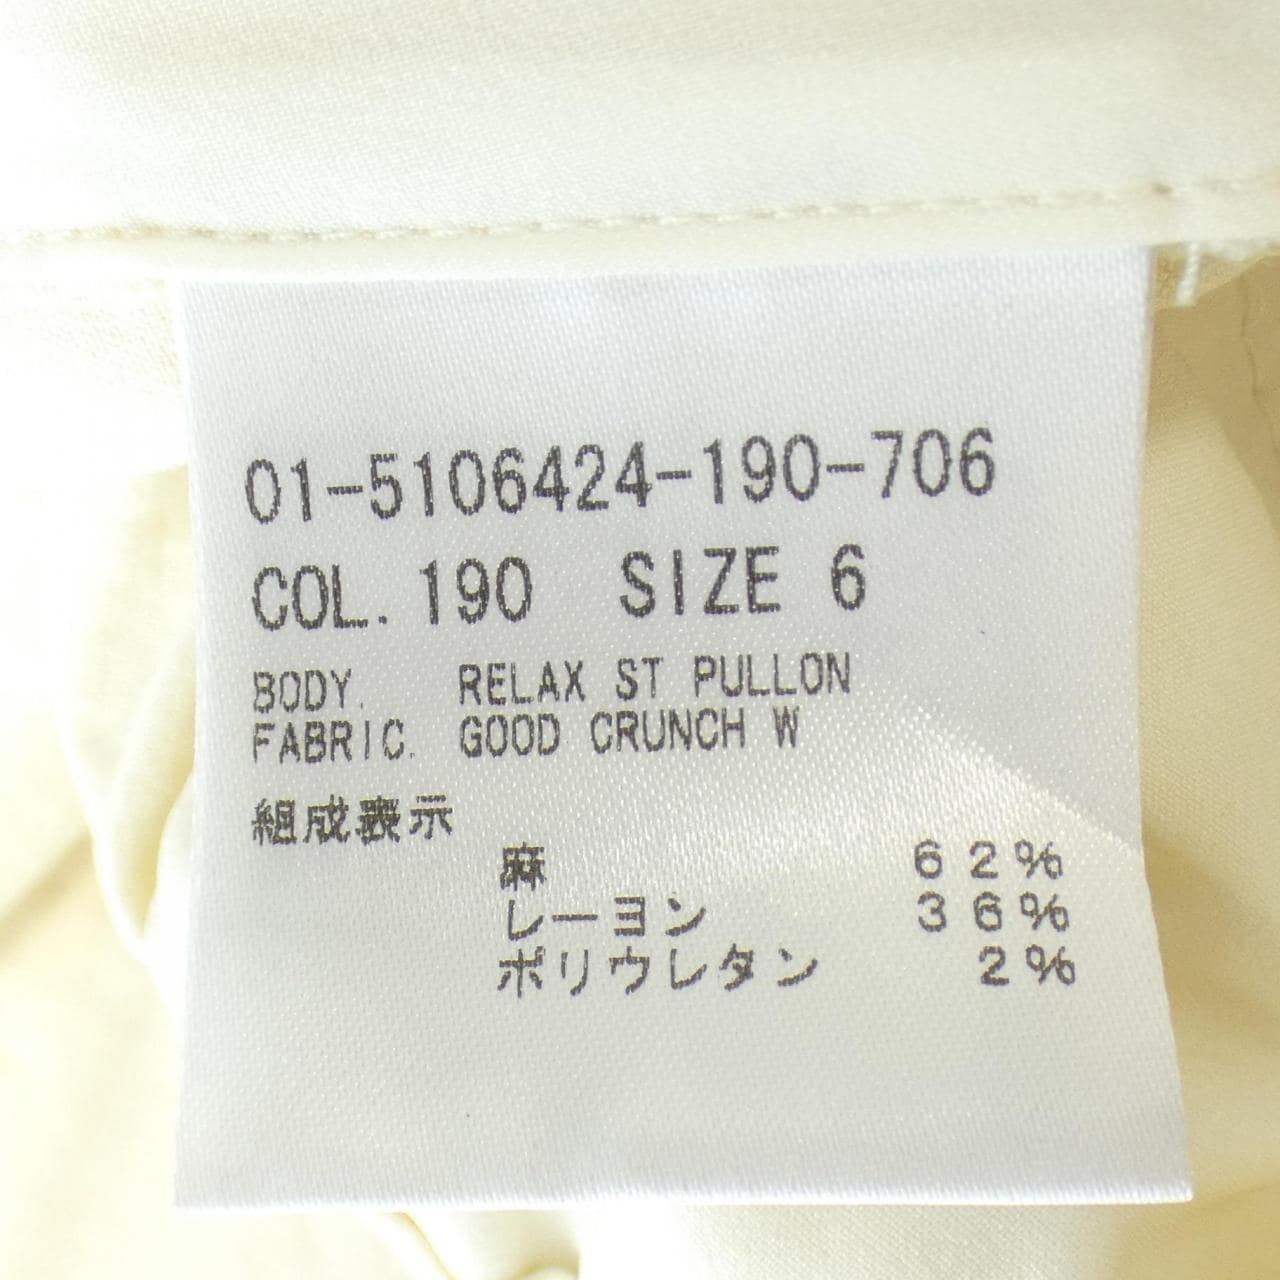 01-5106424-190-706
COL. 190 SIZE 6
BODY. RELAX ST PULLON
FABRIC. GOOD CRUNCH W
組成表示
麻 62%
レーヨン 36%
ポリウレタン 2%